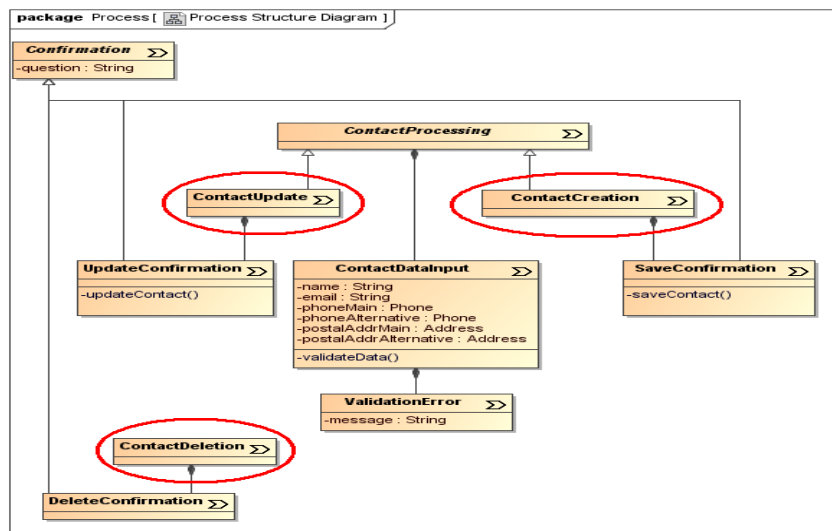 package Process [ Process Structure Diagram ]
Confirmation
-question : String
ContactProcessing
ContactUpdate
ContactCreation
UpdateConfirmation
-updateContact()
ContactDataInput
-name : String
-email : String
-phoneMain : Phone
-phoneAlternative : Phone
-postalAddrMain : Address
-postalAddrAlternative : Address
-validateData()
SaveConfirmation
-saveContact()
ValidationError
-message : String
ContactDeletion
DeleteConfirmation